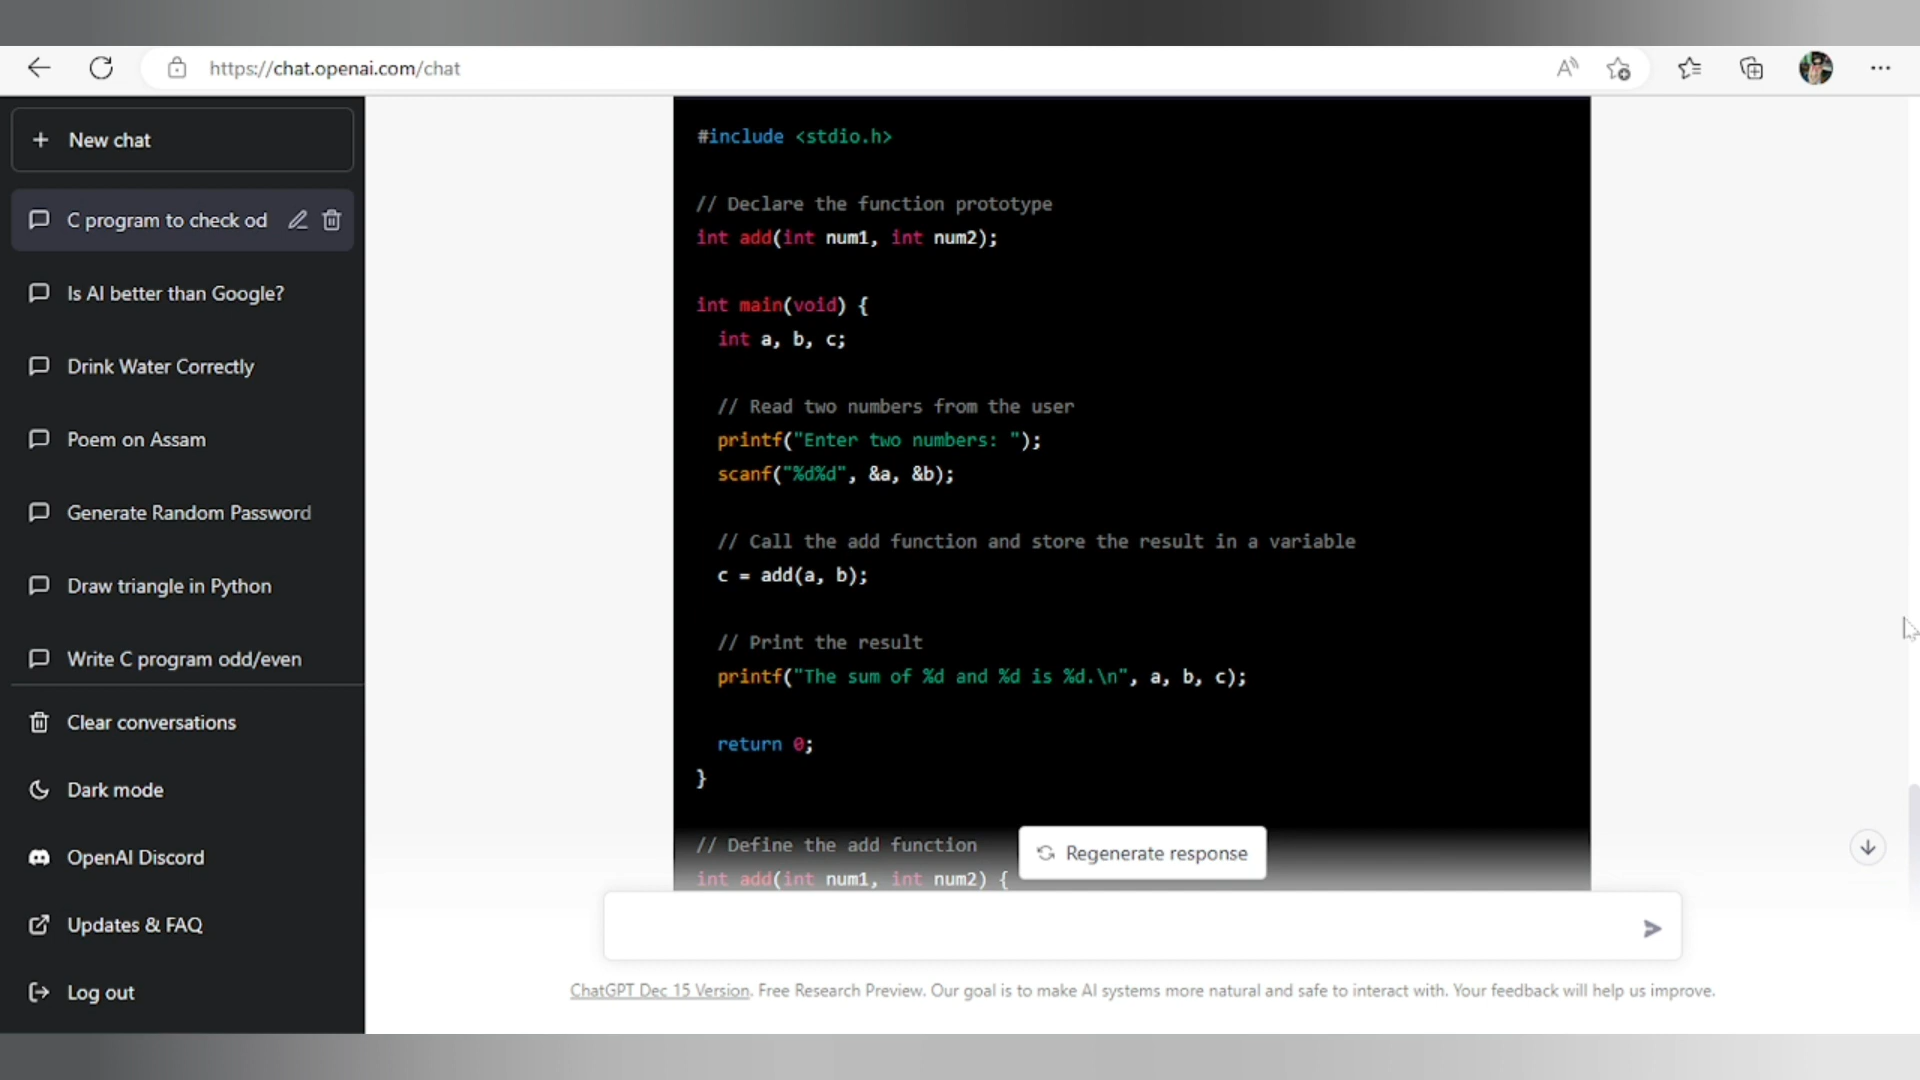 https://chat.openai.com/chat
New chat
C program to check od
Is AI better than Google?
Drink Water Correctly
Poem on Assam
Generate Random Password
Draw triangle in Python
Write C program odd/even
Clear conversations
Dark mode
OpenAI Discord
Updates & FAQ
Log out
#include <stdio.h>
// Declare the function prototype
int add(int num1, int num2);
int main(void) {
int a, b, c;
// Read two numbers from the user
printf("Enter two numbers: ");
scanf("%d%d", &a, &b);
// Call the add function and store the result in a variable
c = add(a, b);
// Print the result
printf("The sum of %d and %d is %d.\n", a, b, c);
return 0;
}
// Define the add function
int add(int num1, int num2) {
Regenerate response
ChatGPT Dec 15 Version. Free Research Preview. Our goal is to make AI systems more natural and safe to interact with. Your feedback will help us improve.